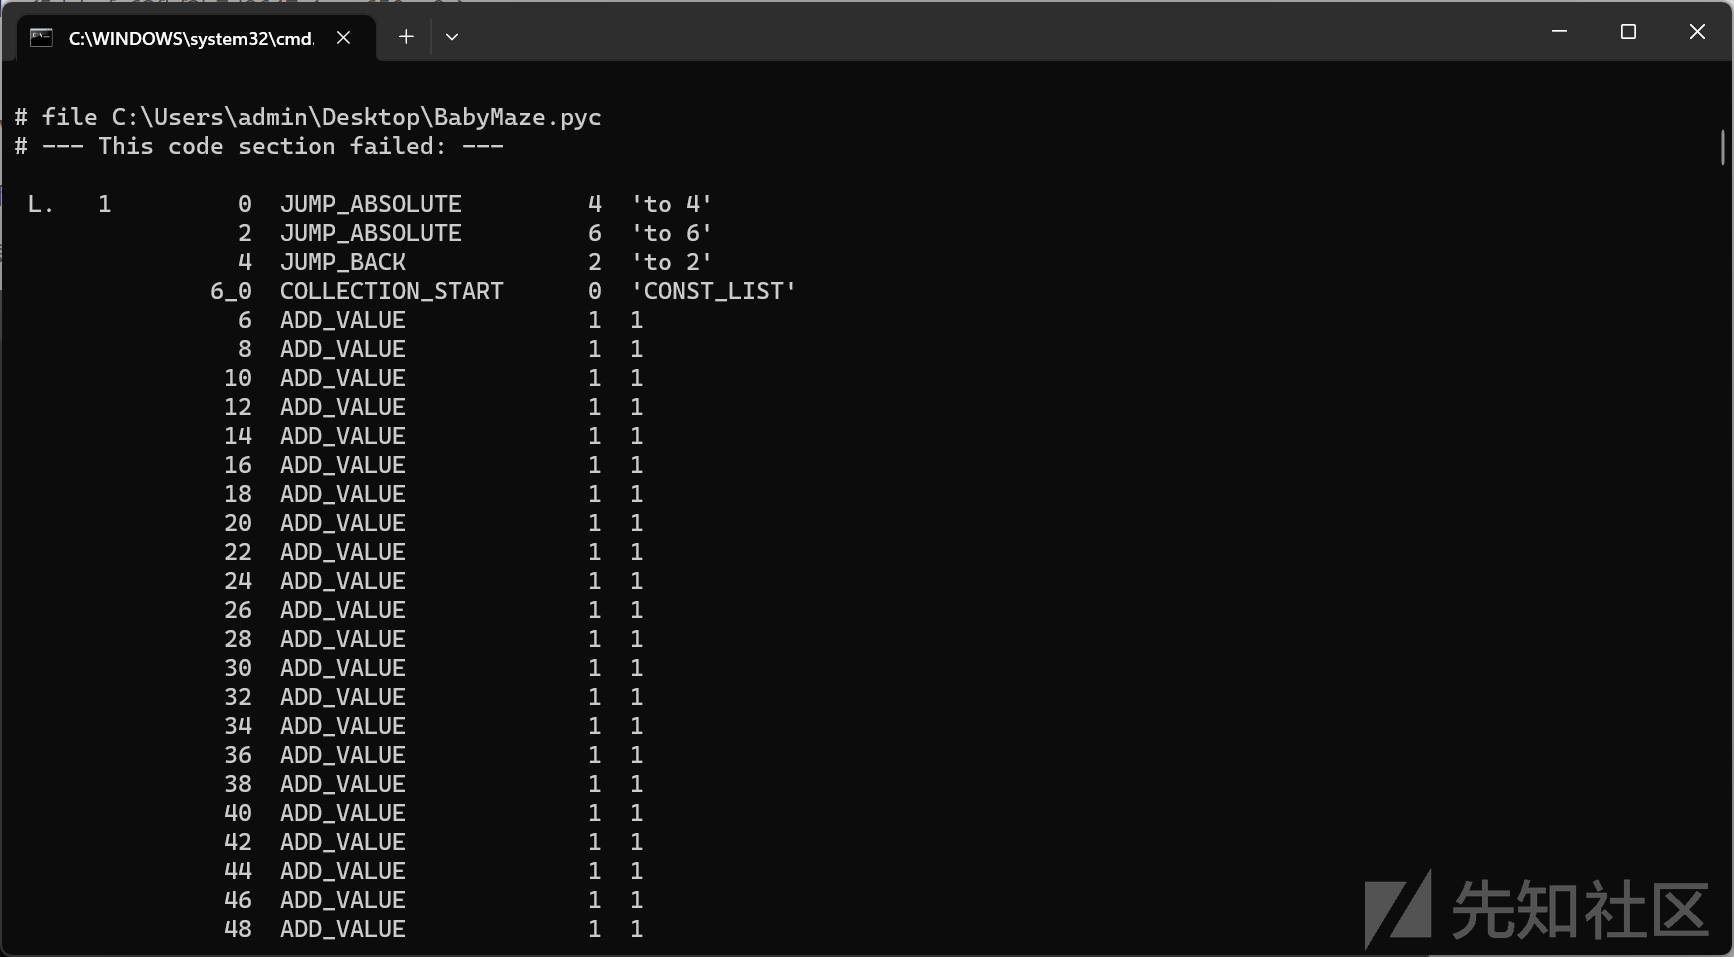 C:\WINDOWS\system32\cmd.
# file C:\Users\admin\Desktop\BabyMaze.pyc
# --- This code section failed: ---
L. 1 0 JUMP_ABSOLUTE 4 'to 4'
2 JUMP_ABSOLUTE 6 'to 6'
4 JUMP_BACK 2 'to 2'
6_0 COLLECTION_START 0 'CONST_LIST'
6 ADD_VALUE 1 1
8 ADD_VALUE 1 1
10 ADD_VALUE 1 1
12 ADD_VALUE 1 1
14 ADD_VALUE 1 1
16 ADD_VALUE 1 1
18 ADD_VALUE 1 1
20 ADD_VALUE 1 1
22 ADD_VALUE 1 1
24 ADD_VALUE 1 1
26 ADD_VALUE 1 1
28 ADD_VALUE 1 1
30 ADD_VALUE 1 1
32 ADD_VALUE 1 1
34 ADD_VALUE 1 1
36 ADD_VALUE 1 1
38 ADD_VALUE 1 1
40 ADD_VALUE 1 1
42 ADD_VALUE 1 1
44 ADD_VALUE 1 1
46 ADD_VALUE 1 1
48 ADD_VALUE 1 1
先知社区